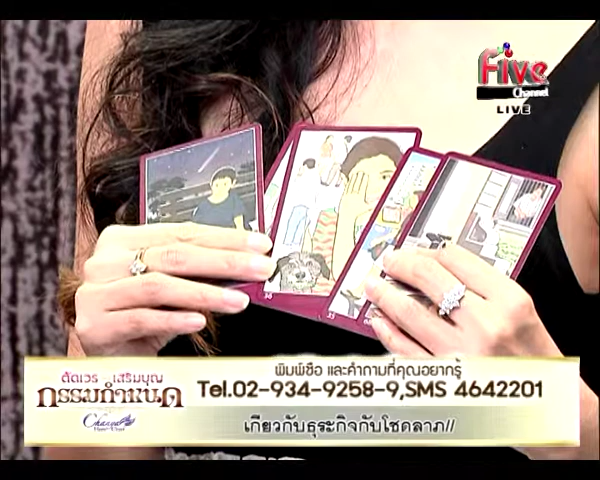 Five
Channel
LIVE
36
35
ตัดเวร เสริมบุญ
กรรมกำหนด
พิมพ์ชื่อ และคำถามที่คุณอยากรู้
Tel.02-934-9258-9,SMS 4642201
เกี่ยวกับธุระกิจกับโชคลาภ//